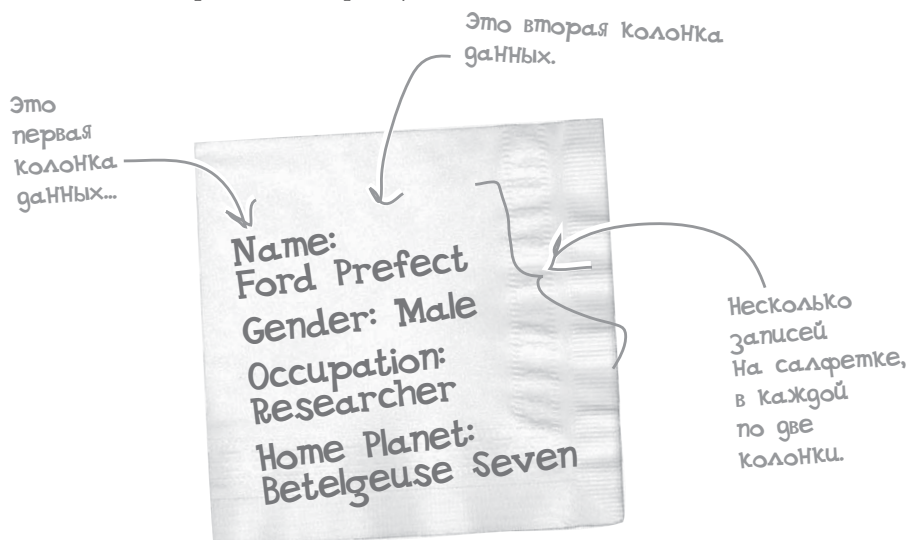 Это вторая колонка
данных.
Это
первая
колонка
данных...
Name:
Ford Prefect
Gender: Male
Occupation:
Researcher
Home Planet:
Betelgeuse Seven
Несколько
записей
на салфетке,
в каждой
по две
колонки.